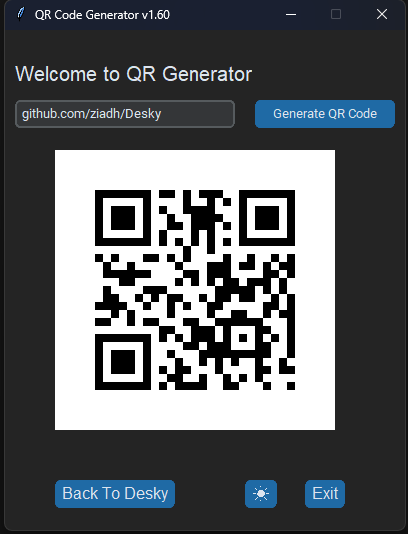 QR Code Generator v1.60
Welcome to QR Generator
github.com/ziadh/Desky
Generate QR Code
Back To Desky
Exit